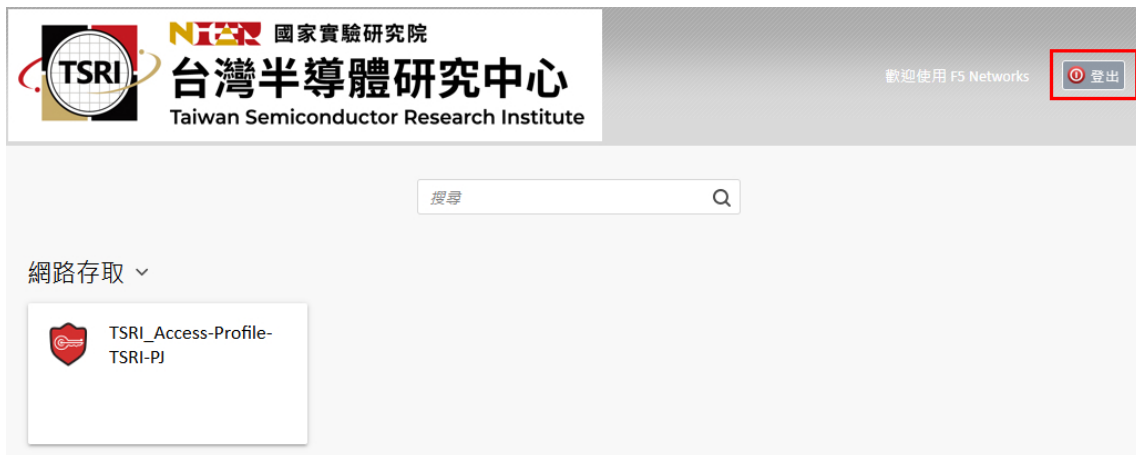 NIAR 國家實驗研究院
TSRI
台灣半導體研究中心
Taiwan Semiconductor Research Institute
歡迎使用 F5 Networks
登出
搜尋
網路存取
TSRI_Access-Profile-
TSRI-PJ